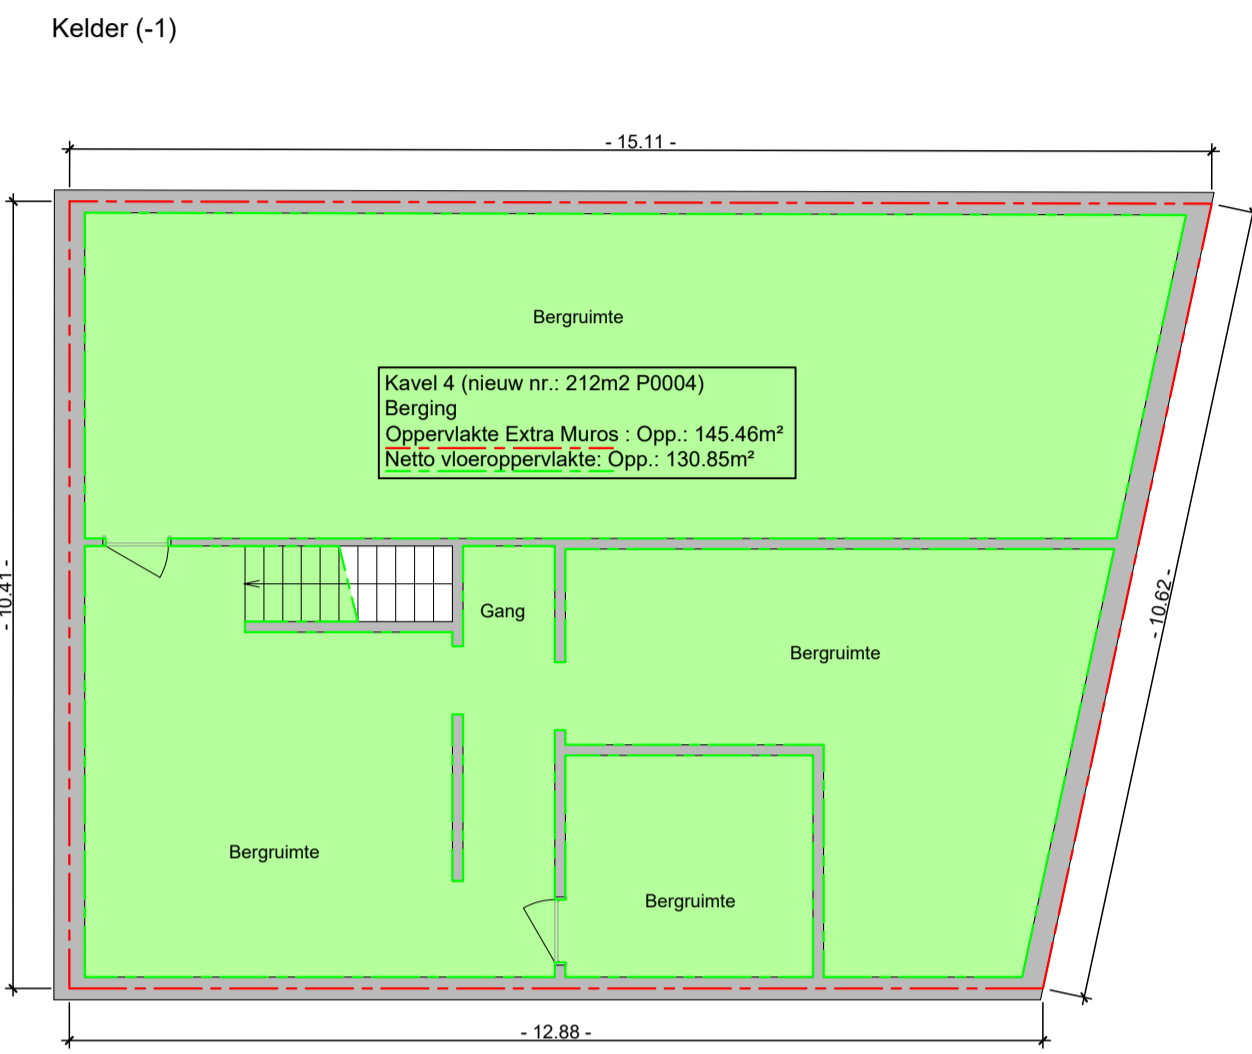 Kelder (-1)
- 15.11 -
Bergruimte
Kavel 4 (nieuw nr.: 212m2 P0004)
Berging
Oppervlakte Extra Muros : Opp.: 145.46m²
Netto vloeroppervlakte: Opp.: 130.85m²
- 10.41 -
- 10.62 -
Gang
Bergruimte
Bergruimte
Bergruimte
- 12.88 -